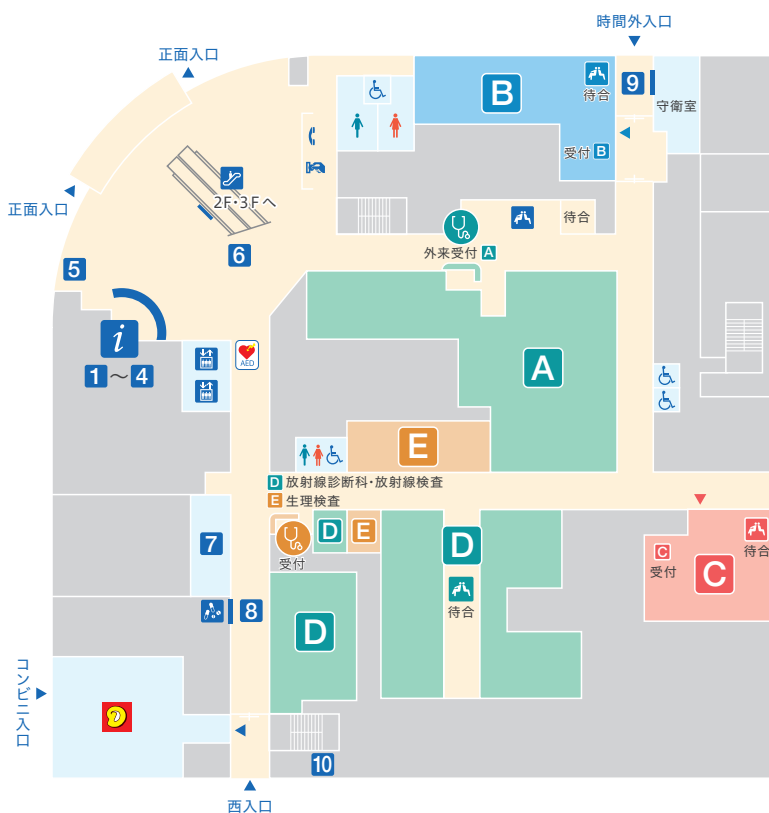 時間外入口
正面入口
B
待合
9
守衛室
受付 B
正面入口
2F・3Fへ
待合
外来受付 A
6
5
i
1～4
AED
A
E
D 放射線診断科・放射線検査
E 生理検査
7
受付
D
E
D
待合
C
受付
C
待合
8
D
コンビニ入口
10
西入口